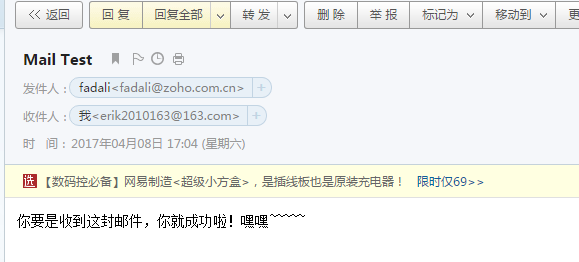 << 返回 回 复 回复全部 转 发 删 除 举 报 标记为 移动到
Mail Test
发件人： fadali<fadali@zoho.com.cn> +
收件人： 我<erik2010163@163.com> +
时 间： 2017年04月08日 17:04 (星期六)
选 【数码控必备】网易制造<超级小方盒>，是插线板也是原装充电器！ 限时仅69>>
你要是收到这封邮件，你就成功啦！嘿嘿~~~~~~